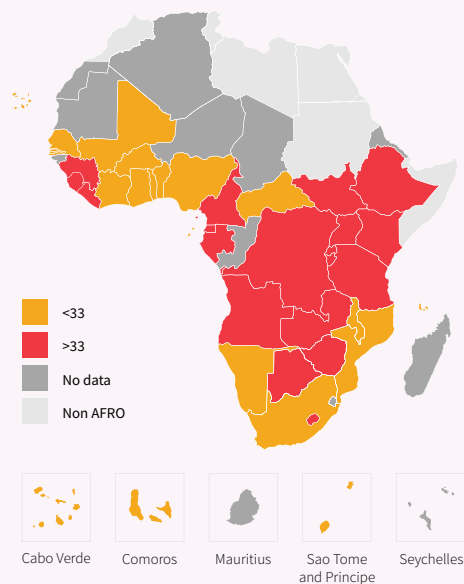 <33
>33
No data
Non AFRO
Cabo Verde
Comoros
Mauritius
Sao Tome
and Principe
Seychelles